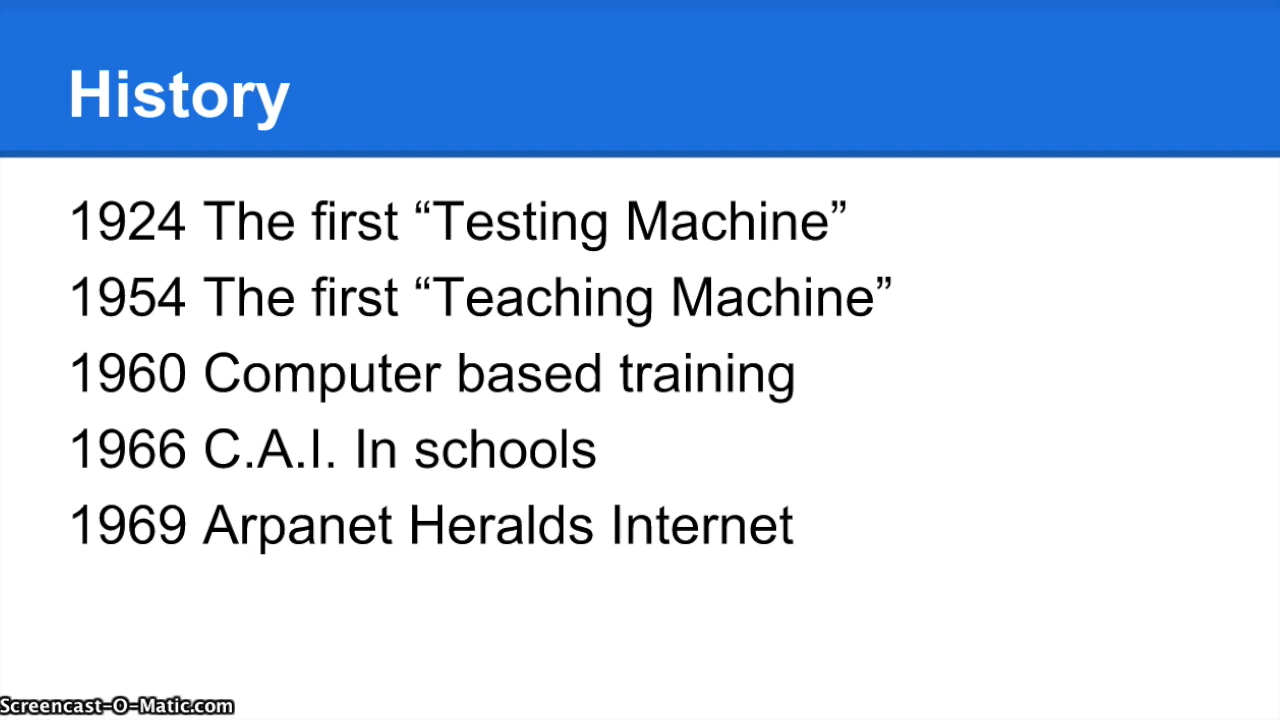 History
1924 The first “Testing Machine”
1954 The first “Teaching Machine”
1960 Computer based training
1966 C.A.I. In schools
1969 Arpanet Heralds Internet
Screencast-O-Matic.com